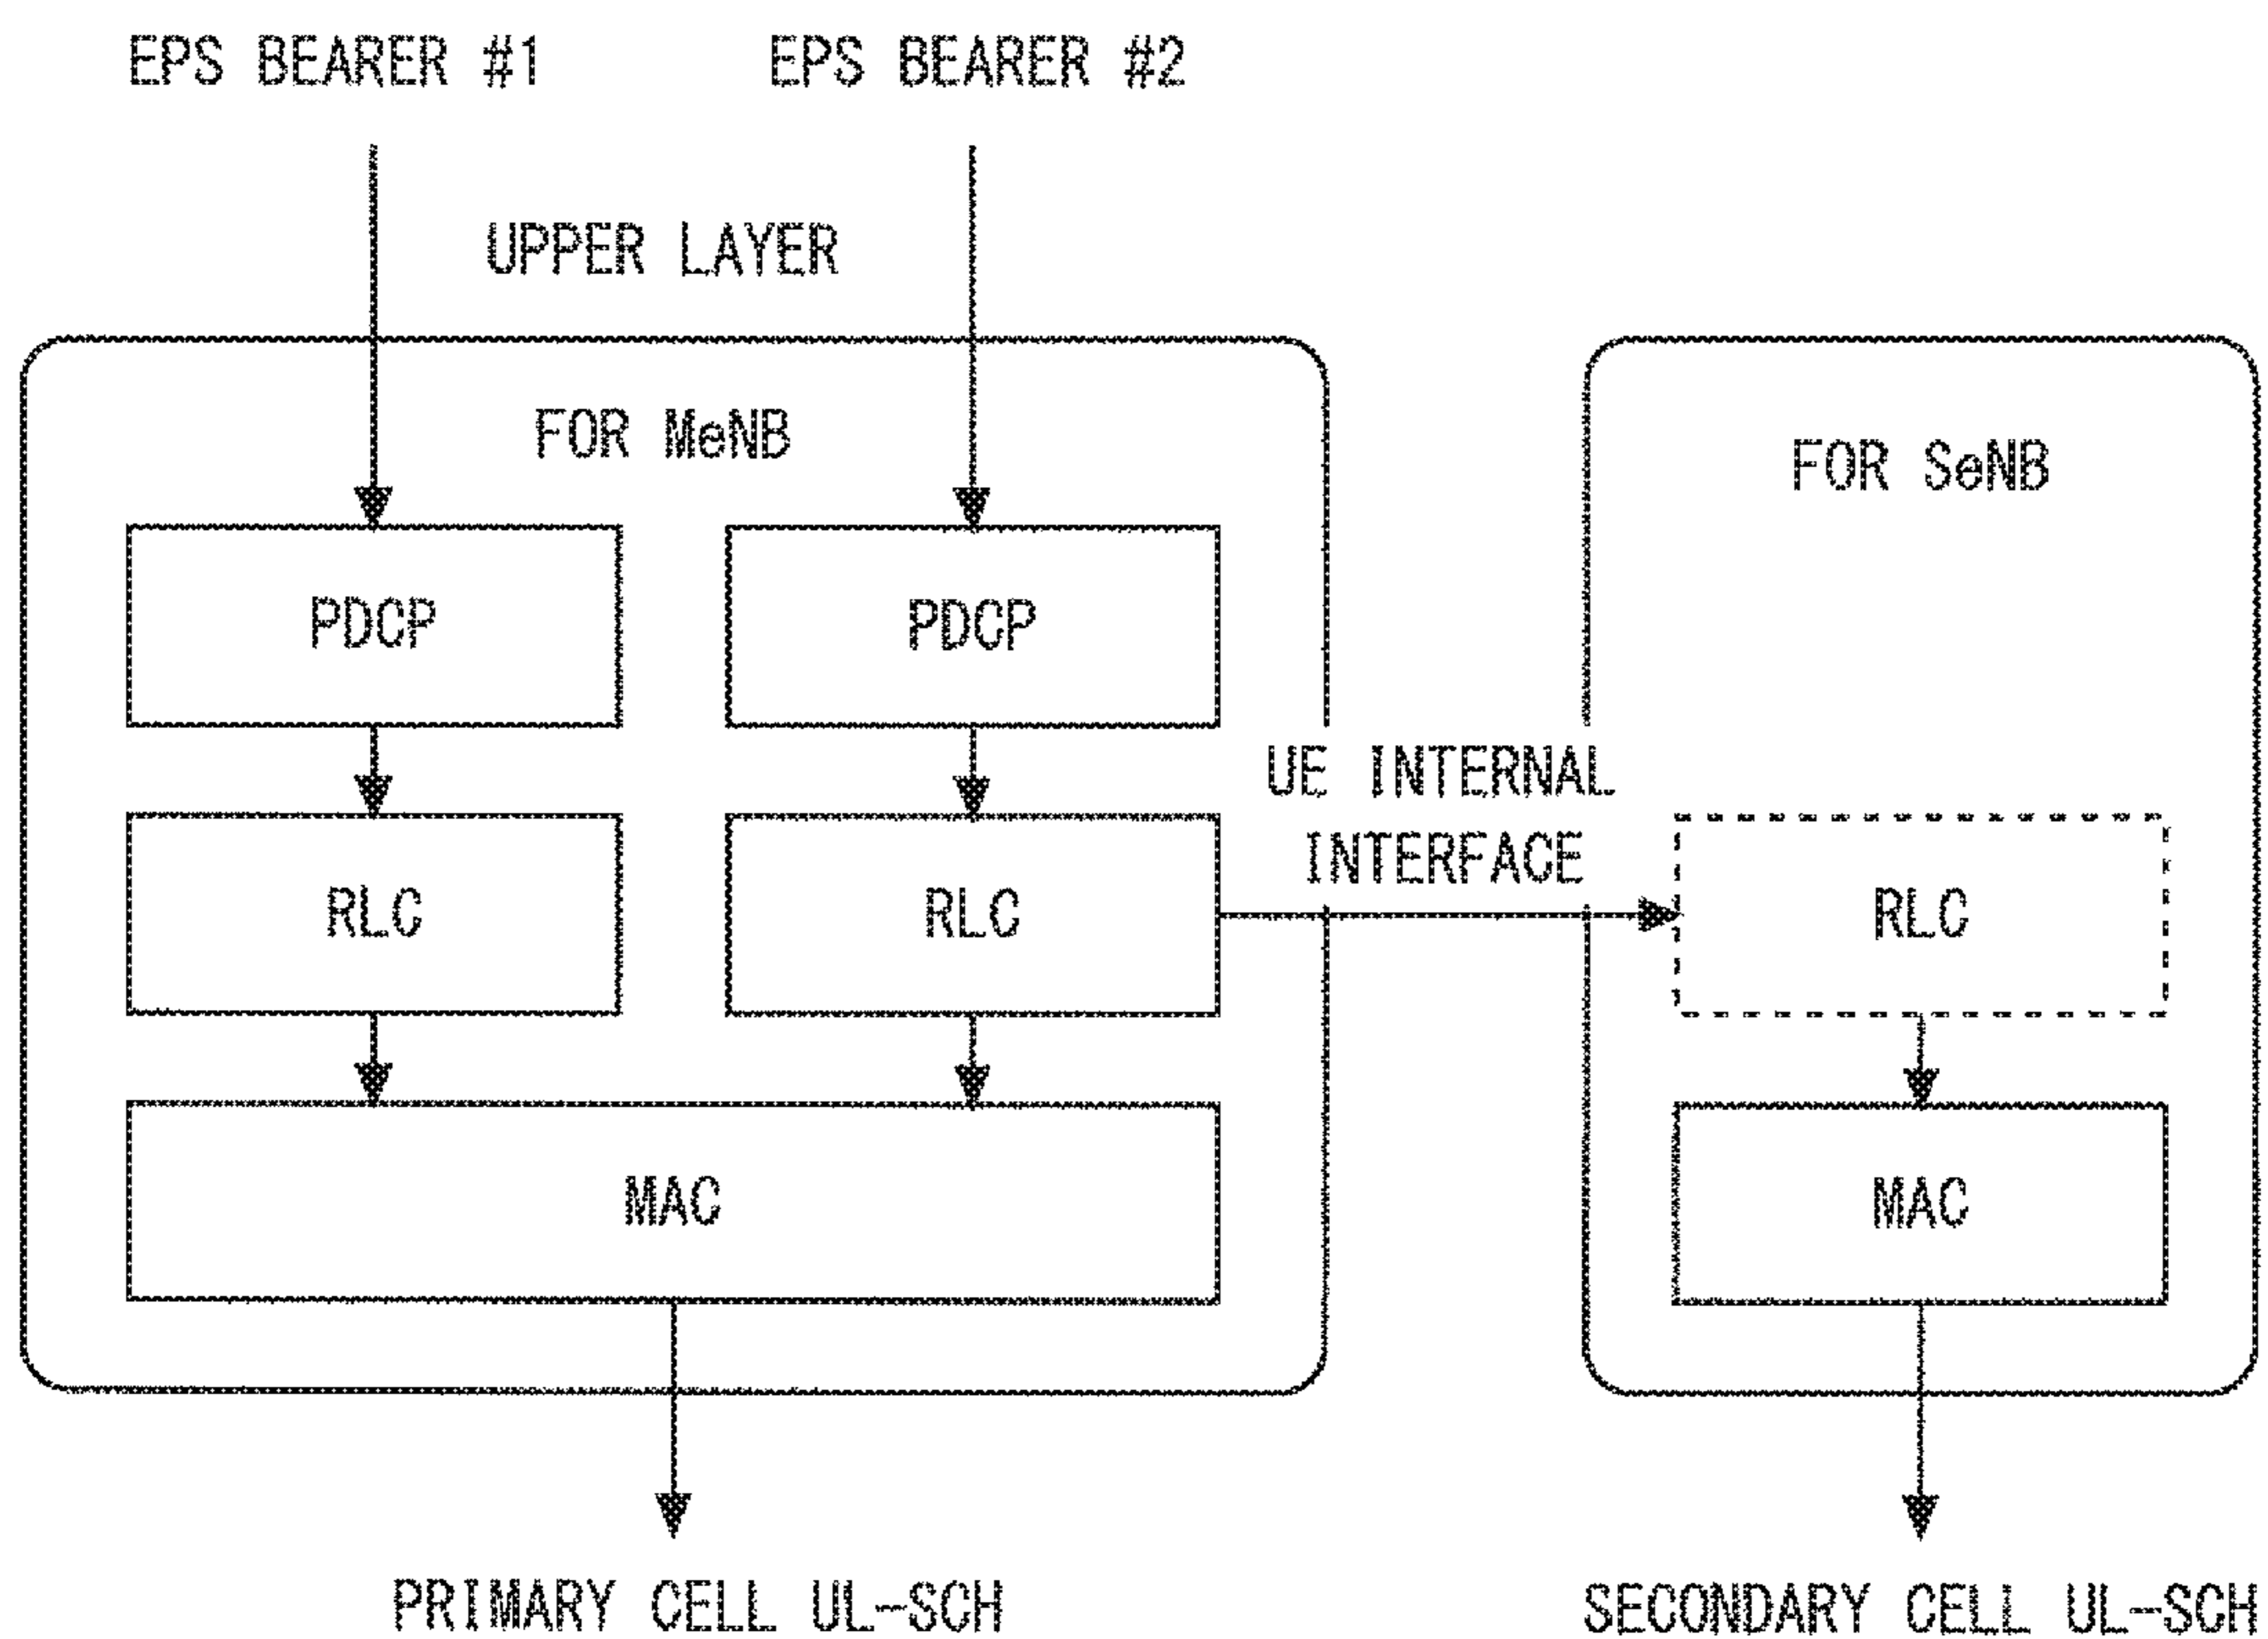 EPS BEARER #1
EPS BEARER #2
UPPER LAYER
FOR MeNB
FOR SeNB
PDCP
PDCP
UE INTERNAL
INTERFACE
RLC
RLC
RLC
MAC
MAC
PRIMARY CELL UL-SCH
SECONDARY CELL UL-SCH